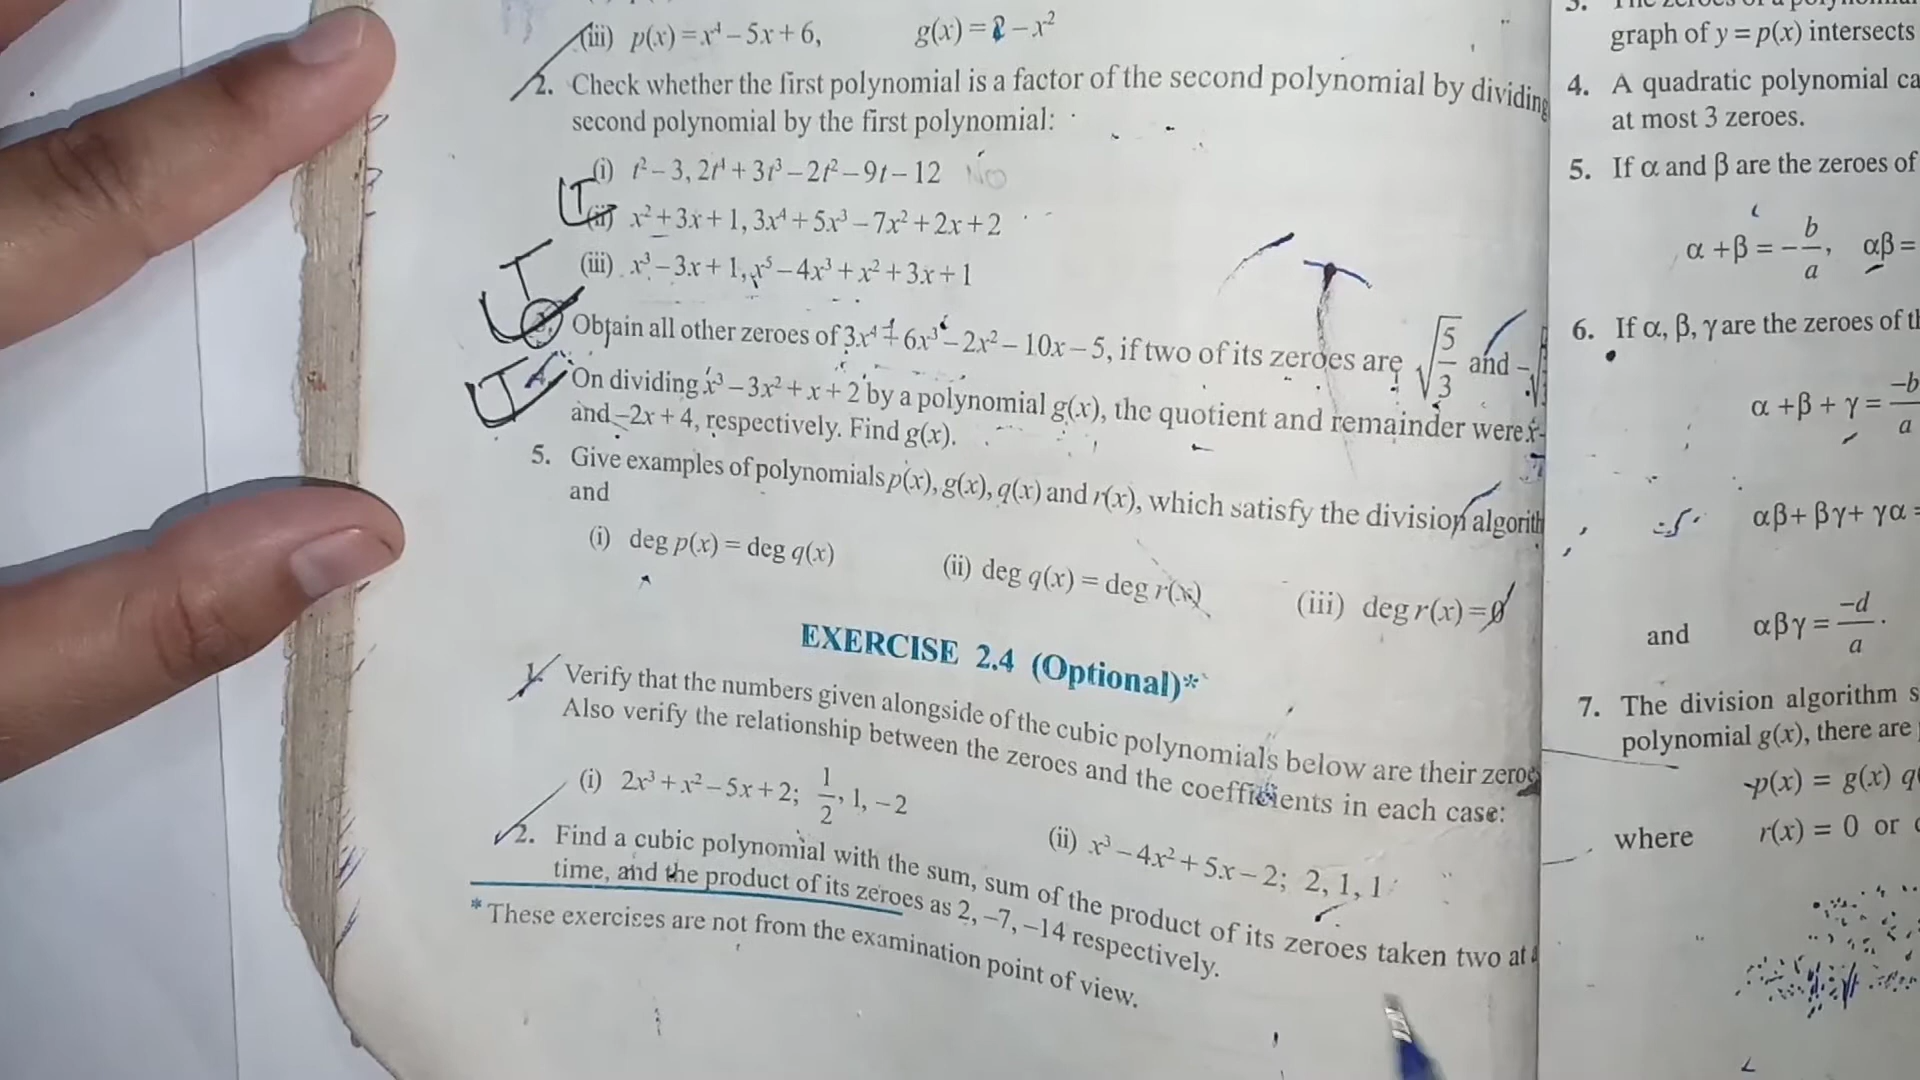 (iii) p(x) = x⁴ – 5x + 6, g(x) = 2 – x²
2. Check whether the first polynomial is a factor of the second polynomial by dividing
second polynomial by the first polynomial:
(i) t² – 3, 2t⁴ + 3t³ – 2t² – 9t – 12 No
(ii) x² + 3x + 1, 3x⁴ + 5x³ – 7x² + 2x + 2
(iii) x³ – 3x + 1, x⁵ – 4x³ + x² + 3x + 1
3. Obtain all other zeroes of 3x⁴ + 6x³ – 2x² – 10x – 5, if two of its zeroes are √5/3 and –
4. On dividing x³ – 3x² + x + 2 by a polynomial g(x), the quotient and remainder were x –
and –2x + 4, respectively. Find g(x).
5. Give examples of polynomials p(x), g(x), q(x) and r(x), which satisfy the division algorith
and
(i) deg p(x) = deg q(x) (ii) deg q(x) = deg r(x) (iii) deg r(x) = 0
EXERCISE 2.4 (Optional)*
1. Verify that the numbers given alongside of the cubic polynomials below are their zeroe
Also verify the relationship between the zeroes and the coefficients in each case:
(i) 2x³ + x² – 5x + 2; 1/2, 1, –2 (ii) x³ – 4x² + 5x – 2; 2, 1, 1
2. Find a cubic polynomial with the sum, sum of the product of its zeroes taken two at a
time, and the product of its zeroes as 2, –7, –14 respectively.
* These exercises are not from the examination point of view.
graph of y = p(x) intersects
4. A quadratic polynomial ca
at most 3 zeroes.
5. If α and β are the zeroes of
α + β = –b/a, αβ =
6. If α, β, γ are the zeroes of th
α + β + γ = –b/a
αβ + βγ + γα =
and αβγ = –d/a.
7. The division algorithm s
polynomial g(x), there are
p(x) = g(x) q(
where r(x) = 0 or